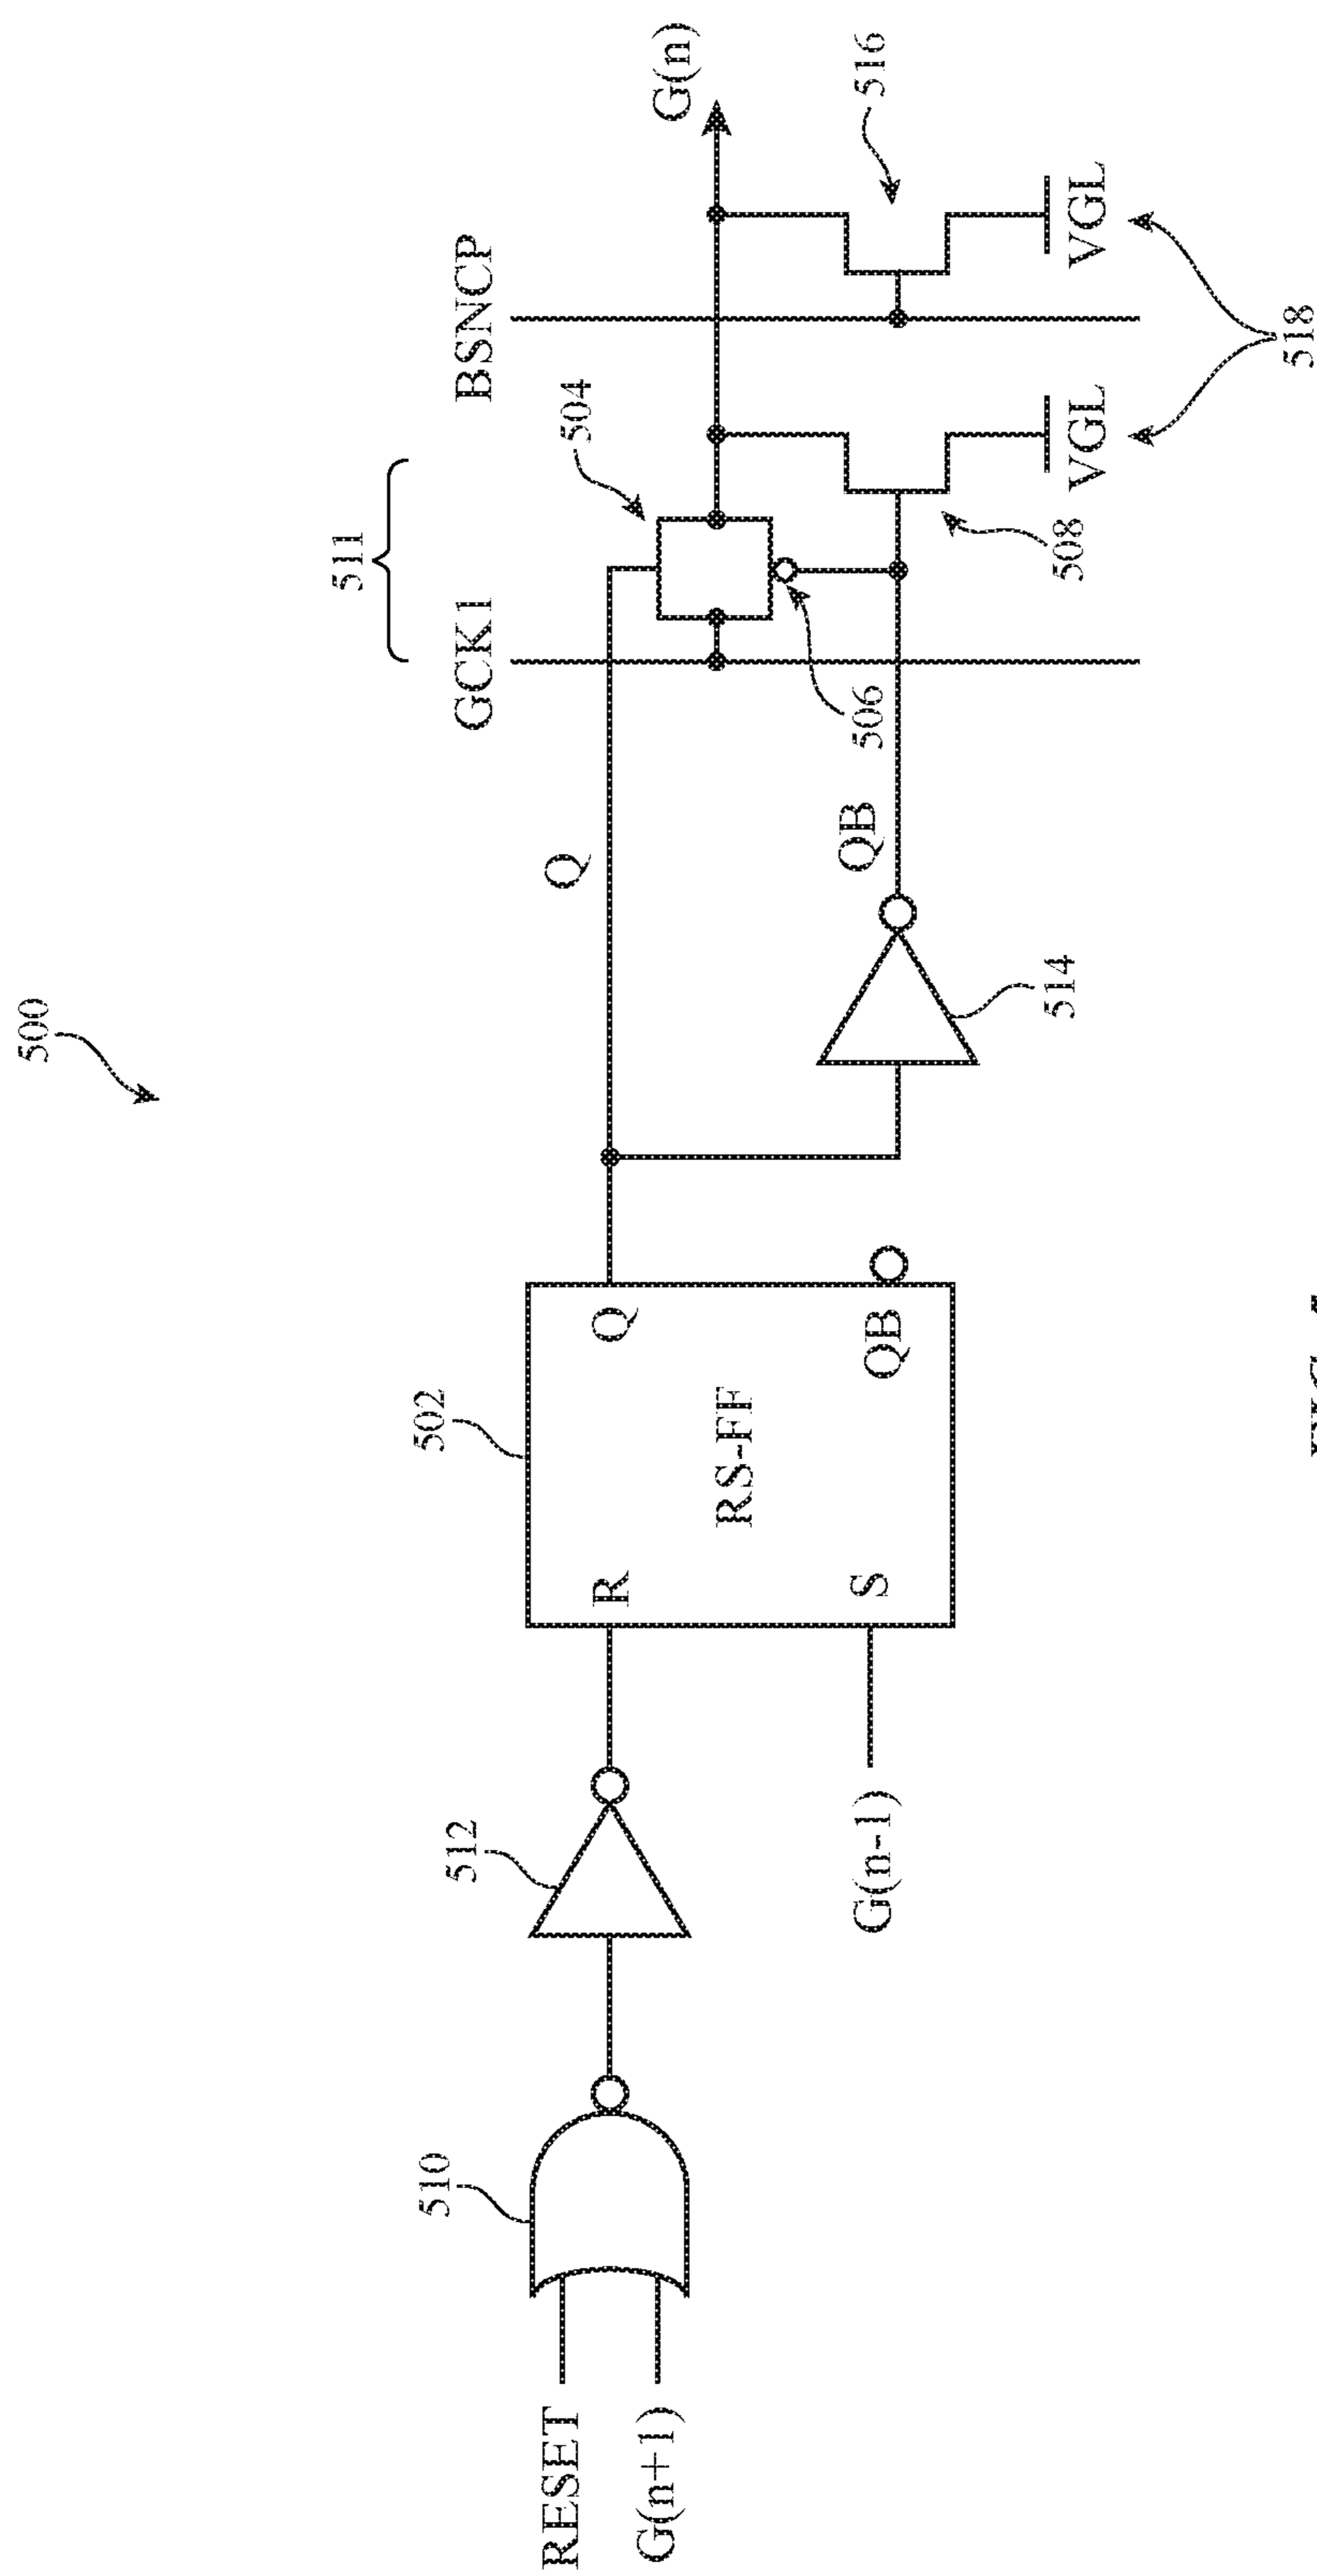 500
511
GCK1
BSNCP
504
G(n)
516
Q
506
508
VGL
VGL
518
QB
514
502
R
Q
RS-FF
S
QB
512
G(n-1)
510
RESET
G(n+1)